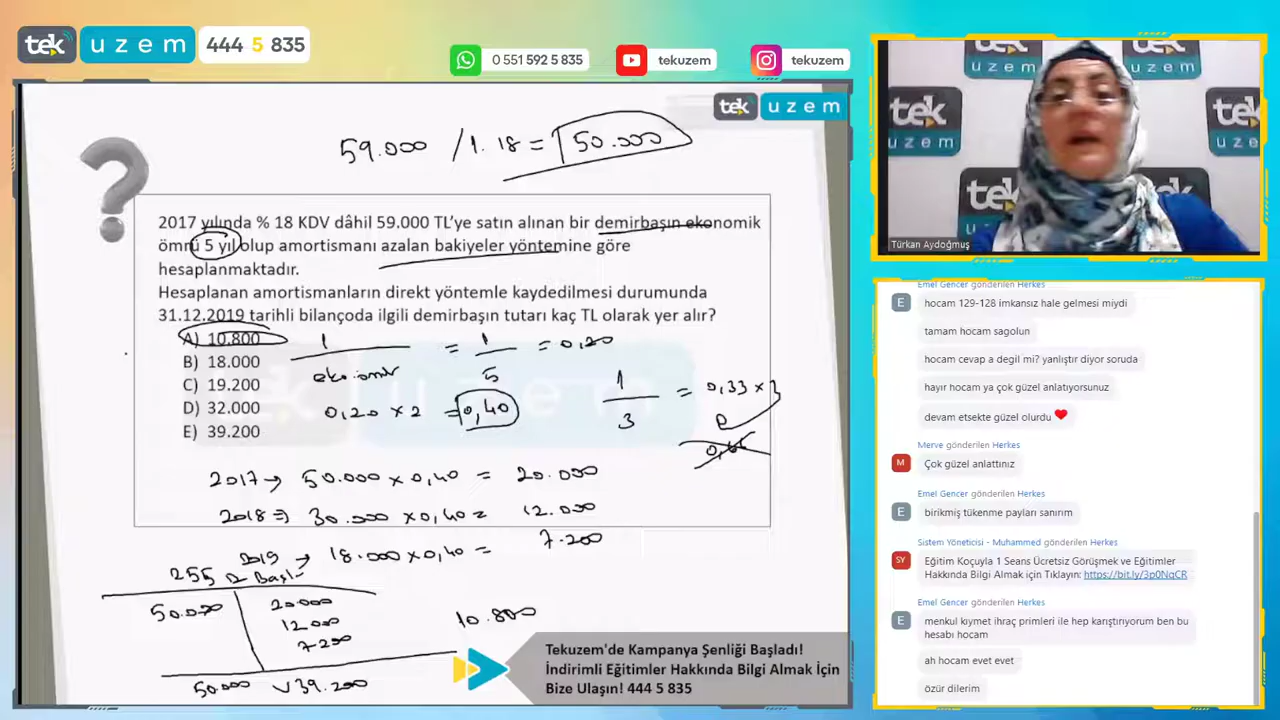 tek uzem 444 5 835
0 551 592 5 835
tekuzem
tekuzem
tek uzem
59.000 / 1.18 = 50.000
2017 yılında % 18 KDV dâhil 59.000 TL'ye satın alınan bir demirbaşın ekonomik
ömrü 5 yıl olup amortismanı azalan bakiyeler yöntemine göre
hesaplanmaktadır.
Hesaplanan amortismanların direkt yöntemle kaydedilmesi durumunda
31.12.2019 tarihli bilançoda ilgili demirbaşın tutarı kaç TL olarak yer alır?
A) 10.800
B) 18.000
C) 19.200
D) 32.000
E) 39.200
1 / eko. ömür = 1 / 5 = 0,20
0,20 x 2 = 0,40
1 / 3 = 0,33 x
2017 → 50.000 x 0,40 = 20.000
2018 ⇒ 30.000 x 0,40 = 12.000
2019 → 18.000 x 0,40 = 7.200
255
50.000
20.000
12.000
7.200
50.000
39.200
10.800
Tekuzem'de Kampanya Şenliği Başladı!
İndirimli Eğitimler Hakkında Bilgi Almak İçin
Bize Ulaşın! 444 5 835
tek uzem
Türkan Aydoğmuş
Emel Gencer gönderilen Herkes
E
hocam 129-128 imkansız hale gelmesi miydi
tamam hocam sagolun
hocam cevap a degil mi? yanlıştır diyor soruda
hayır hocam ya çok güzel anlatıyorsunuz
devam etsekte güzel olurdu
Merve gönderilen Herkes
M
Çok güzel anlattınız
Emel Gencer gönderilen Herkes
E
birikmiş tükenme payları sanırım
Sistem Yöneticisi - Muhammed gönderilen Herkes
SY
Eğitim Koçuyla 1 Seans Ücretsiz Görüşmek ve Eğitimler
Hakkında Bilgi Almak için Tıklayın: https://bit.ly/3p0NqCR
Emel Gencer gönderilen Herkes
E
menkul kıymet ihraç primleri ile hep karıştırıyorum ben bu
hesabı hocam
ah hocam evet evet
özür dilerim